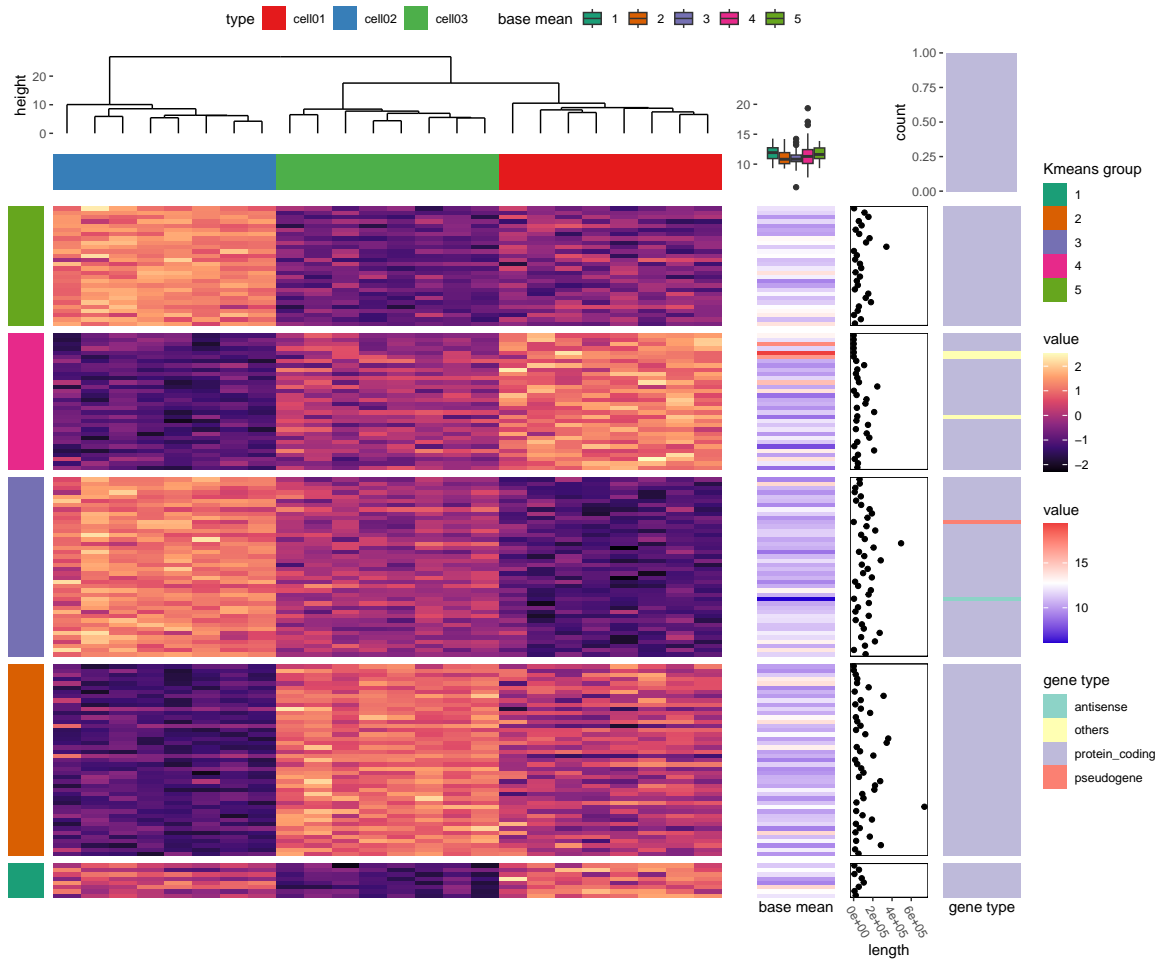 type cell01 cell02 cell03 base mean 1 2 3 4 5
height
20
10
0
20
15
10
count
1.00
0.75
0.50
0.25
0.00
Kmeans group
1
2
3
4
5
value
2
1
0
−1
−2
value
15
10
gene type
antisense
others
protein_coding
pseudogene
base mean
0e+00
2e+05
4e+05
6e+05
length
gene type